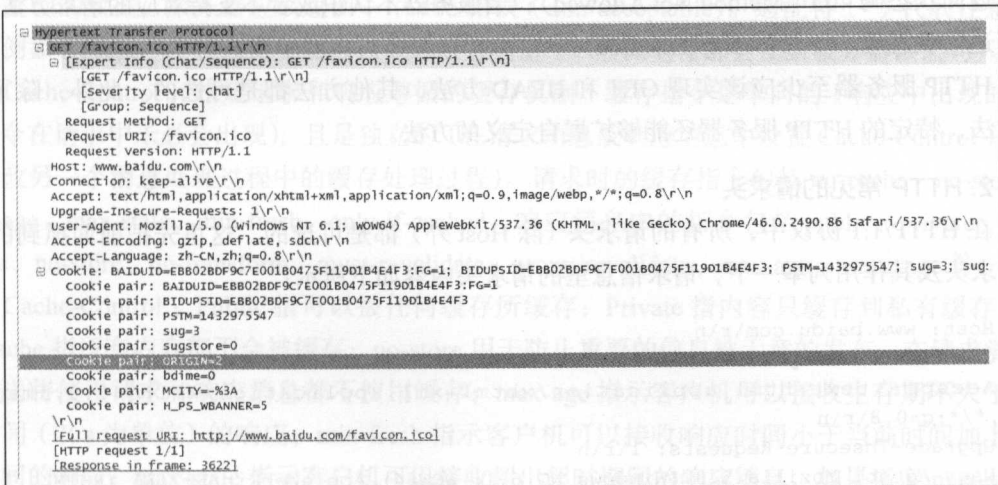 Hypertext Transfer Protocol
GET /favicon.ico HTTP/1.1\r\n
[Expert Info (Chat/Sequence): GET /favicon.ico HTTP/1.1\r\n]
[GET /favicon.ico HTTP/1.1\r\n]
[Severity level: Chat]
[Group: Sequence]
Request Method: GET
Request URI: /favicon.ico
Request Version: HTTP/1.1
Host: www.baidu.com\r\n
Connection: keep-alive\r\n
Accept: text/html,application/xhtml+xml,application/xml;q=0.9,image/webp,*/*;q=0.8\r\n
Upgrade-Insecure-Requests: 1\r\n
User-Agent: Mozilla/5.0 (Windows NT 6.1; WOW64) AppleWebKit/537.36 (KHTML, like Gecko) Chrome/46.0.2490.86 Safari/537.36\r\n
Accept-Encoding: gzip, deflate, sdch\r\n
Accept-Language: zh-CN,zh;q=0.8\r\n
Cookie: BAIDUID=EBB02BDF9C7E001B0475F119D1B4E4F3:FG=1; BIDUPSID=EBB02BDF9C7E001B0475F119D1B4E4F3; PSTM=1432975547; sug=3; sug:
Cookie pair: BAIDUID=EBB02BDF9C7E001B0475F119D1B4E4F3:FG=1
Cookie pair: BIDUPSID=EBB02BDF9C7E001B0475F119D1B4E4F3
Cookie pair: PSTM=1432975547
Cookie pair: sug=3
Cookie pair: sugstore=0
Cookie pair: ORIGIN=2
Cookie pair: bdime=0
Cookie pair: MCITY=-%3A
Cookie pair: H_PS_WBANNER=5
\r\n
[Full request URI: http://www.baidu.com/favicon.ico]
[HTTP request 1/1]
[Response in frame: 3622]